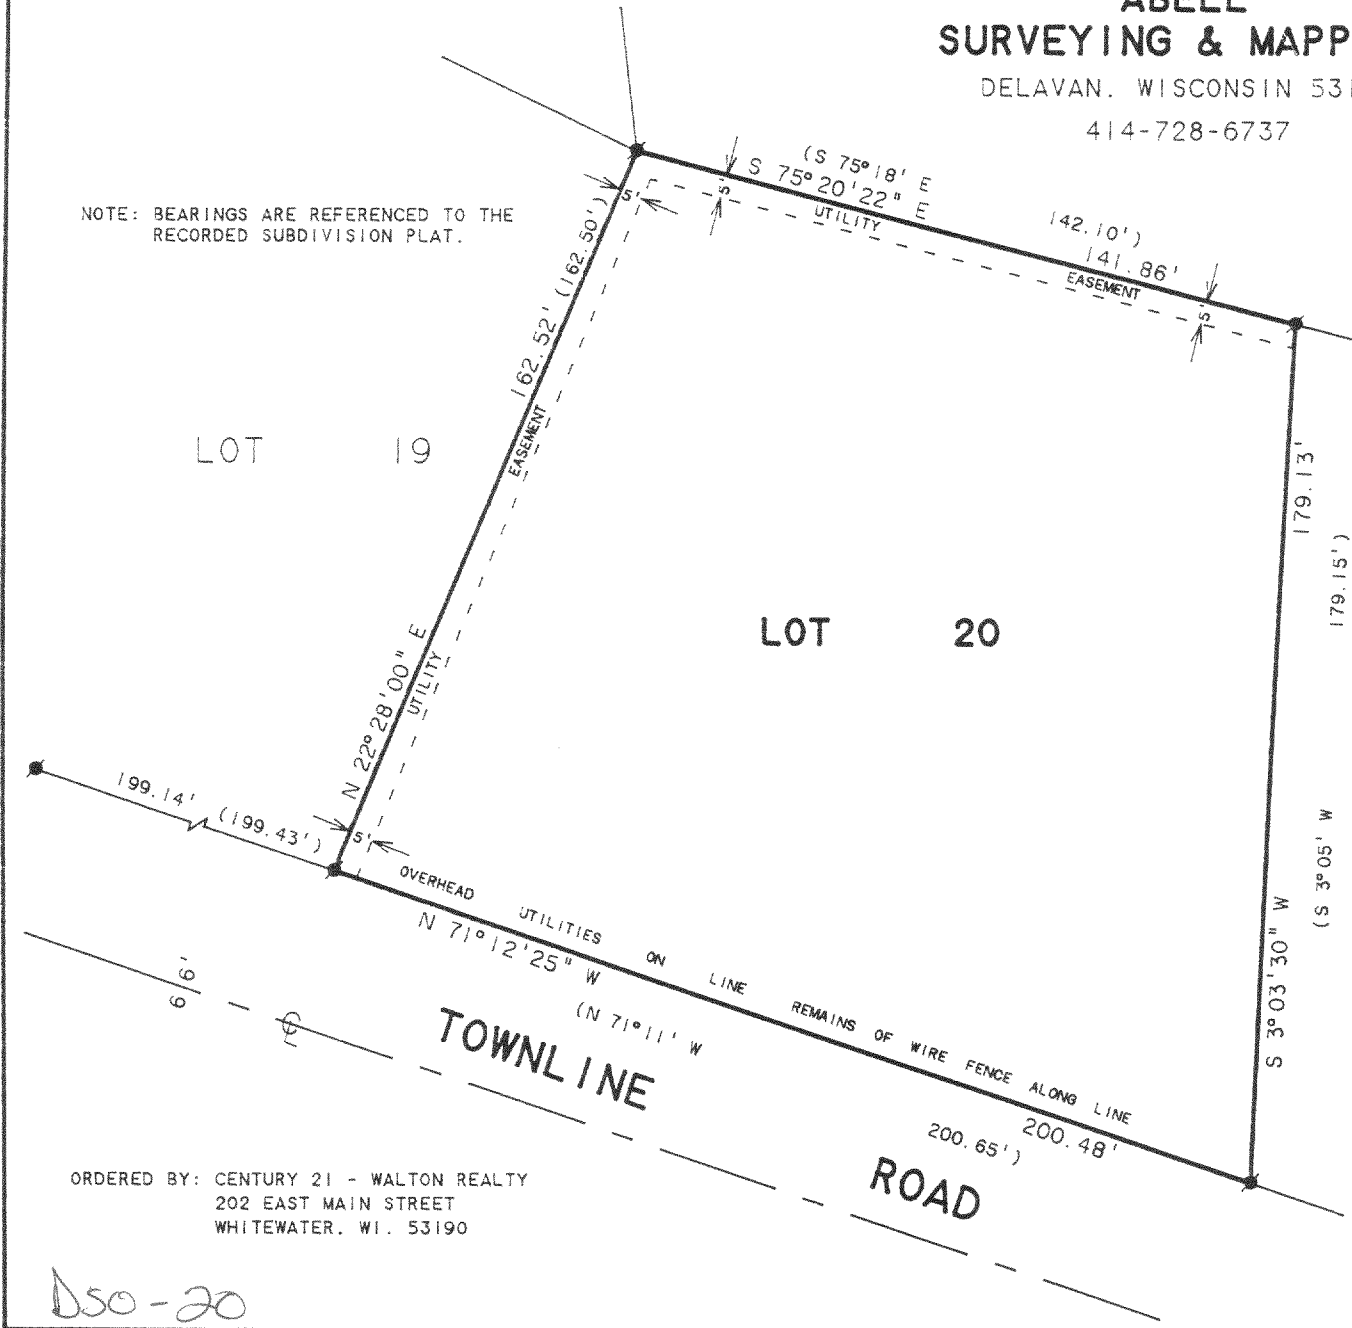 ABELL
SURVEYING & MAPP
DELAVAN. WISCONSIN 531
414-728-6737
(S 75°18' E
S 75°20'22" E
UTILITY
142.10')
141.86'
EASEMENT
5'
5'
5'
NOTE: BEARINGS ARE REFERENCED TO THE
RECORDED SUBDIVISION PLAT.
162.52' (162.50')
EASEMENT
LOT 19
179.13'
179.15')
LOT 20
N 22°28'00" E
UTILITY
199.14' (199.43')
5'
S 3°03'30" W
(S 3°05' W
OVERHEAD UTILITIES ON LINE REMAINS OF WIRE FENCE ALONG LINE
N 71°12'25" W
(N 71°11' W
200.48'
200.65')
66'
℄
TOWNLINE ROAD
ORDERED BY: CENTURY 21 - WALTON REALTY
202 EAST MAIN STREET
WHITEWATER. WI. 53190
D50-20